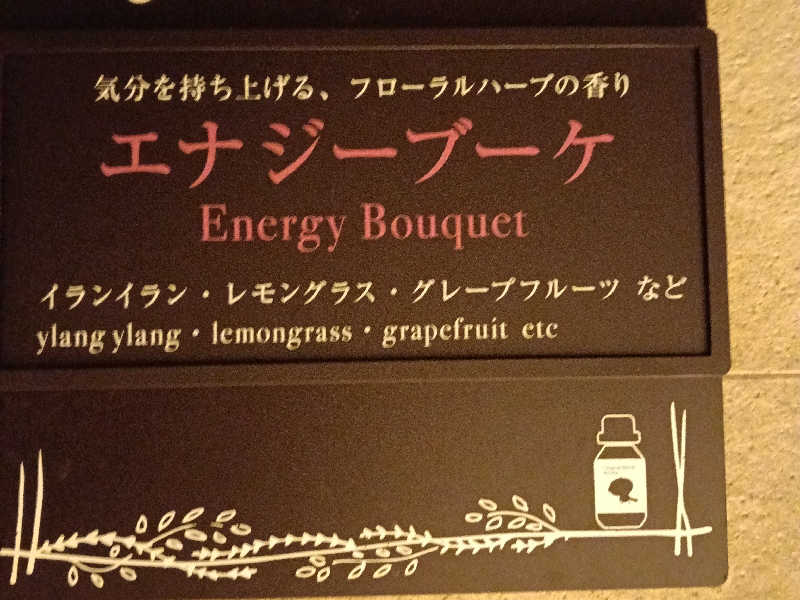 気分を持ち上げる、フローラルハーブの香り
エナジーブーケ
Energy Bouquet
イランイラン・レモングラス・グレープフルーツ など
ylang ylang・lemongrass・grapefruit etc